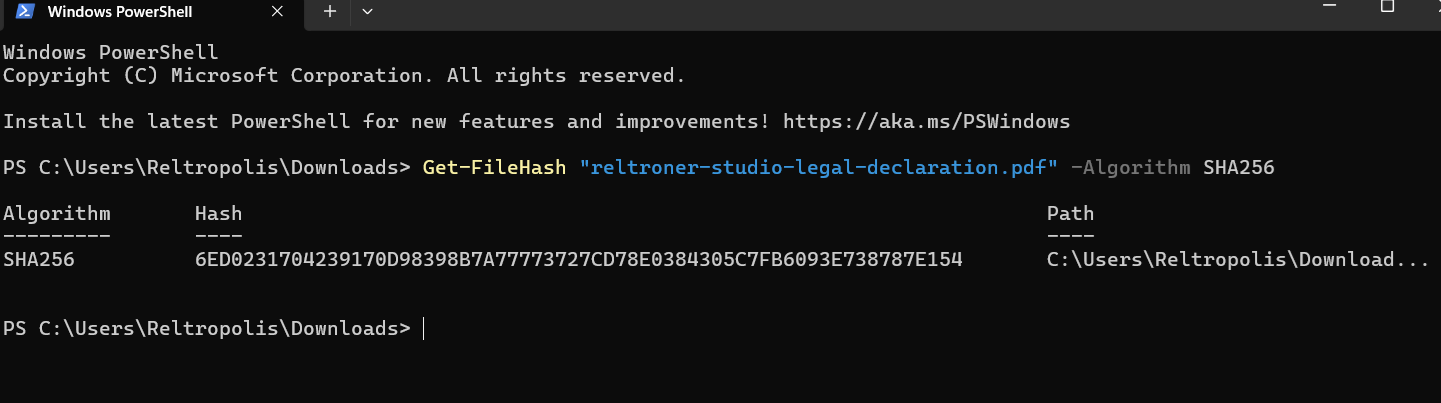 Windows PowerShell
Windows PowerShell
Copyright (C) Microsoft Corporation. All rights reserved.
Install the latest PowerShell for new features and improvements! https://aka.ms/PSWindows
PS C:\Users\Reltropolis\Downloads> Get-FileHash "reltroner-studio-legal-declaration.pdf" -Algorithm SHA256
Algorithm       Hash                                                                   Path
---------       ----                                                                   ----
SHA256          6ED0231704239170D98398B7A77773727CD78E0384305C7FB6093E738787E154       C:\Users\Reltropolis\Download...
PS C:\Users\Reltropolis\Downloads>